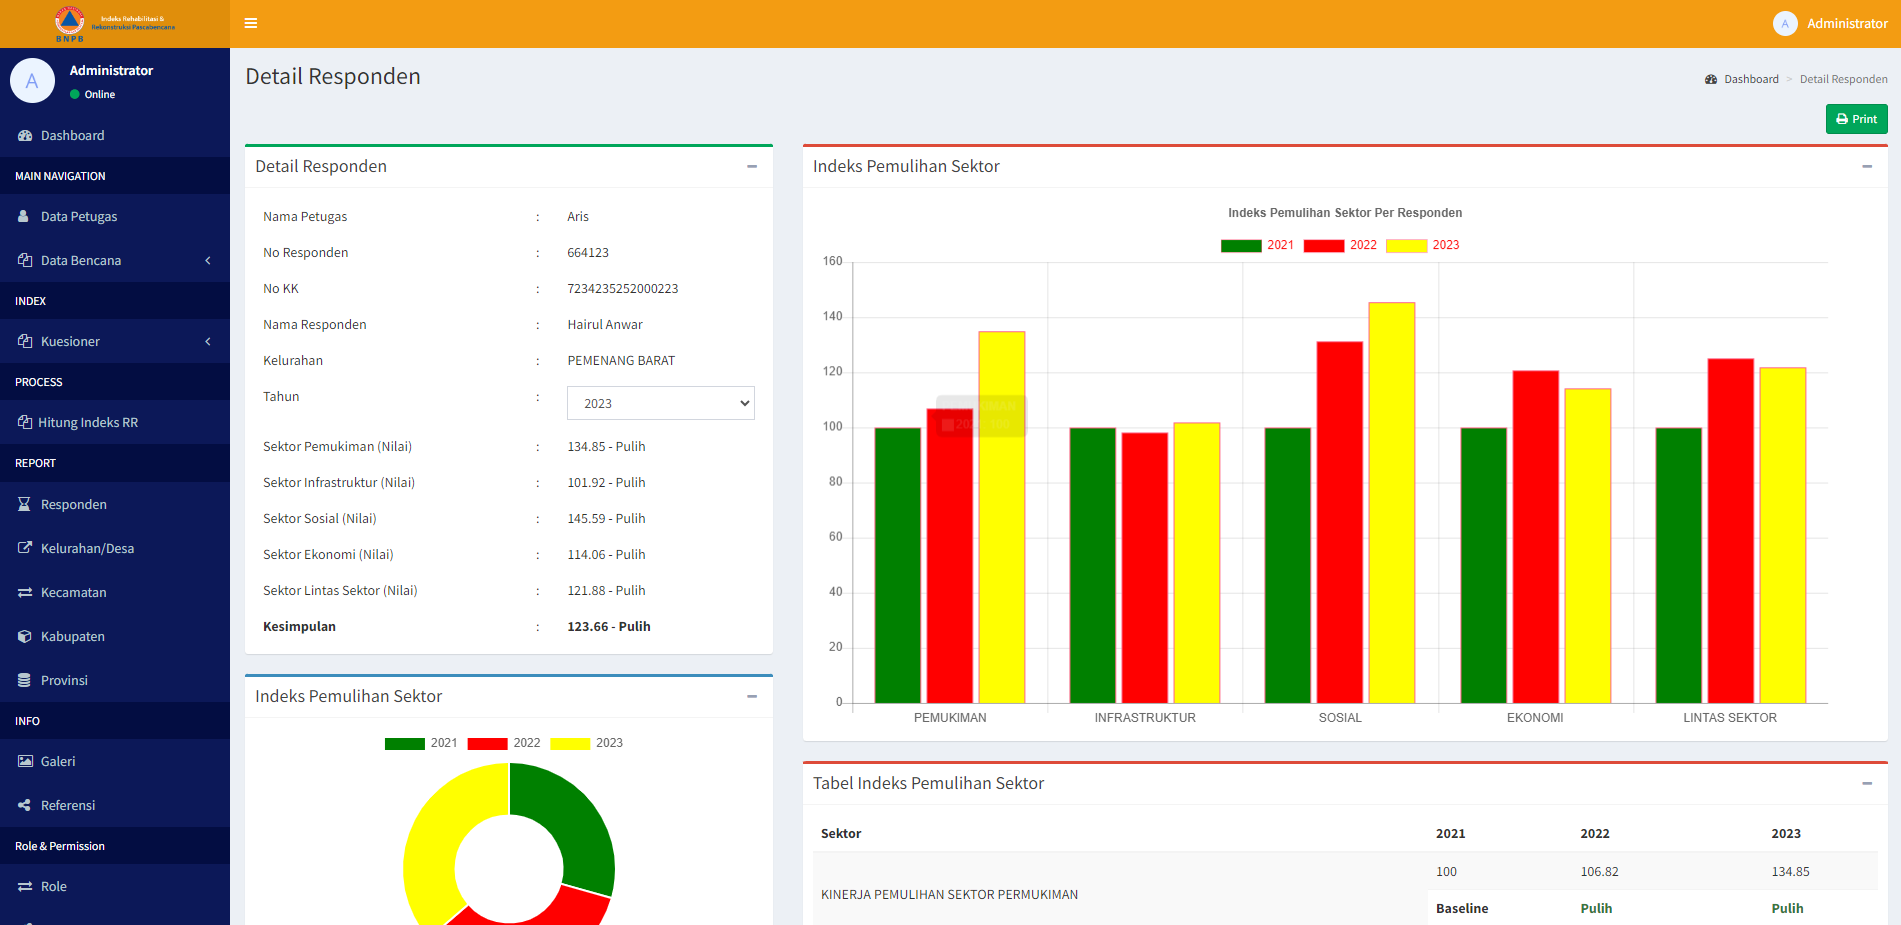 Indeks Rehabilitasi &
Rekonstruksi Pascabencana
BNPB
A Administrator
A Administrator
Online
Dashboard
MAIN NAVIGATION
Data Petugas
Data Bencana
INDEX
Kuesioner
PROCESS
Hitung Indeks RR
REPORT
Responden
Kelurahan/Desa
Kecamatan
Kabupaten
Provinsi
INFO
Galeri
Referensi
Role & Permission
Role
Detail Responden
Dashboard > Detail Responden
Print
Detail Responden
Nama Petugas : Aris
No Responden : 664123
No KK : 7234235252000223
Nama Responden : Hairul Anwar
Kelurahan : PEMENANG BARAT
Tahun : 2023
Sektor Pemukiman (Nilai) : 134.85 - Pulih
Sektor Infrastruktur (Nilai) : 101.92 - Pulih
Sektor Sosial (Nilai) : 145.59 - Pulih
Sektor Ekonomi (Nilai) : 114.06 - Pulih
Sektor Lintas Sektor (Nilai) : 121.88 - Pulih
Kesimpulan : 123.66 - Pulih
Indeks Pemulihan Sektor
2021 2022 2023
Indeks Pemulihan Sektor
Indeks Pemulihan Sektor Per Responden
2021 2022 2023
160
140
120
100
80
60
40
20
0
PEMUKIMAN INFRASTRUKTUR SOSIAL EKONOMI LINTAS SEKTOR
Tabel Indeks Pemulihan Sektor
Sektor 2021 2022 2023
KINERJA PEMULIHAN SEKTOR PERMUKIMAN
100 106.82 134.85
Baseline Pulih Pulih